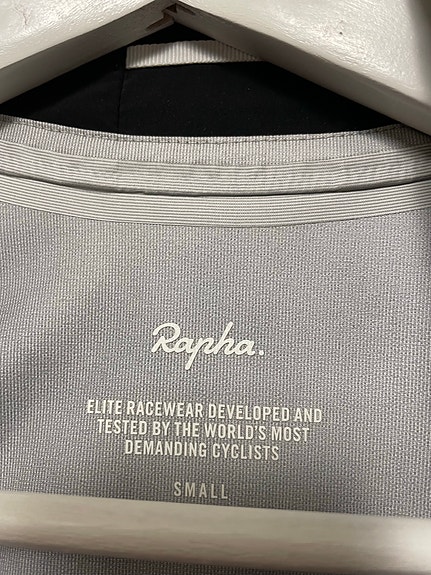 Rapha.
ELITE RACEWEAR DEVELOPED AND
TESTED BY THE WORLD'S MOST
DEMANDING CYCLISTS
SMALL